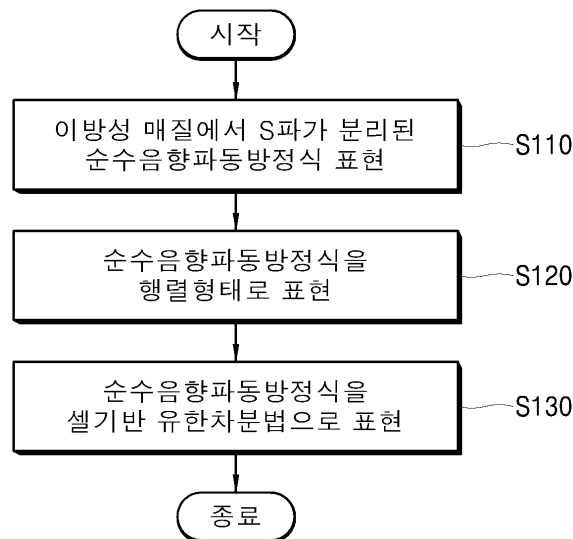 시작
이방성 매질에서 S파가 분리된
순수음향파동방정식 표현
S110
순수음향파동방정식을
행렬형태로 표현
S120
순수음향파동방정식을
셀기반 유한차분법으로 표현
S130
종료